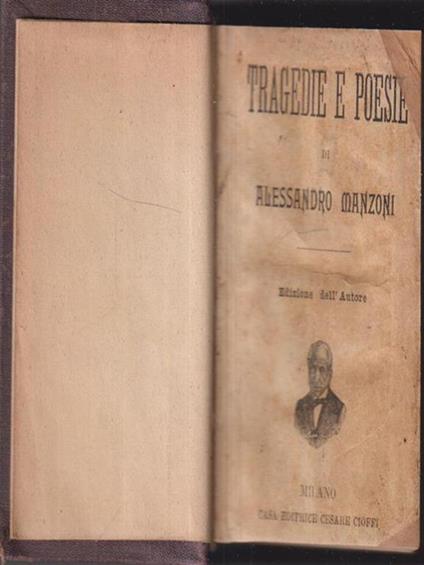 TRAGEDIE E POESIE
DI
ALESSANDRO MANZONI
Edizione dell'Autore
MILANO
CASA EDITRICE CESARE CIOFFI